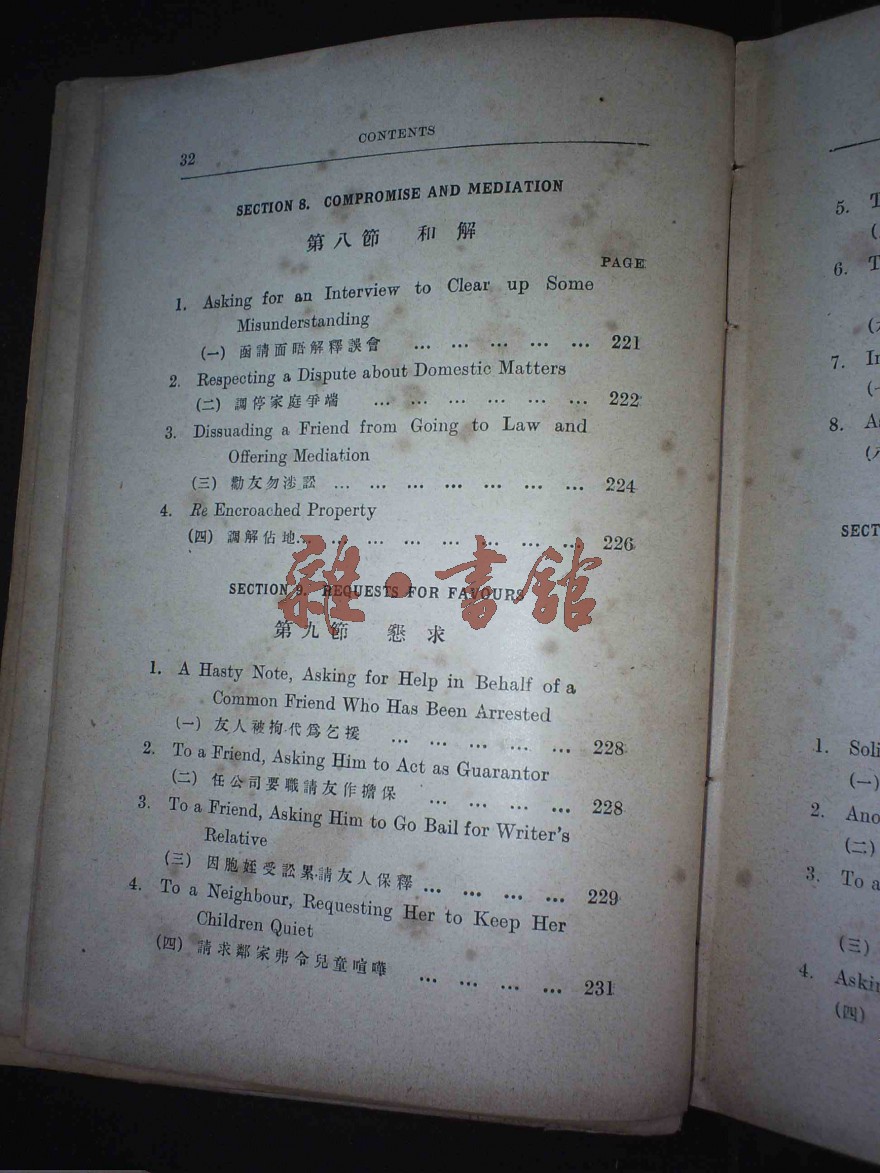 32
CONTENTS
SECTION 8. COMPROMISE AND MEDIATION
第八節 和解
PAGE
1. Asking for an Interview to Clear up Some
Misunderstanding
(一) 函請面晤解釋誤會 ... ... ... ... ... 221
2. Respecting a Dispute about Domestic Matters
(二) 調停家庭爭端 ... ... ... ... ... ... 222
3. Dissuading a Friend from Going to Law and
Offering Mediation
(三) 勸友勿涉訟 ... ... ... ... ... ... ... 224
4. Re Encroached Property
(四) 調解佔地... ... ... ... ... ... ... ... 226
SECTION 9. REQUESTS FOR FAVOURS
第九節 懇求
雜·書館
1. A Hasty Note, Asking for Help in Behalf of a
Common Friend Who Has Been Arrested
(一) 友人被拘代爲乞援 ... ... ... ... ... 228
2. To a Friend, Asking Him to Act as Guarantor
(二) 任公司要職請友作擔保 ... ... ... ... 228
3. To a Friend, Asking Him to Go Bail for Writer's
Relative
(三) 因胞姪受訟累請友人保釋 ... ... ... ... 229
4. To a Neighbour, Requesting Her to Keep Her
Children Quiet
(四) 請求鄰家弗令兒童喧嘩 ... ... ... ... 231
5.
6.
7.
8.
SECT
1. Soli
(一)
2. Ano
(二)
3. To a
(三)
4. Askin
(四)